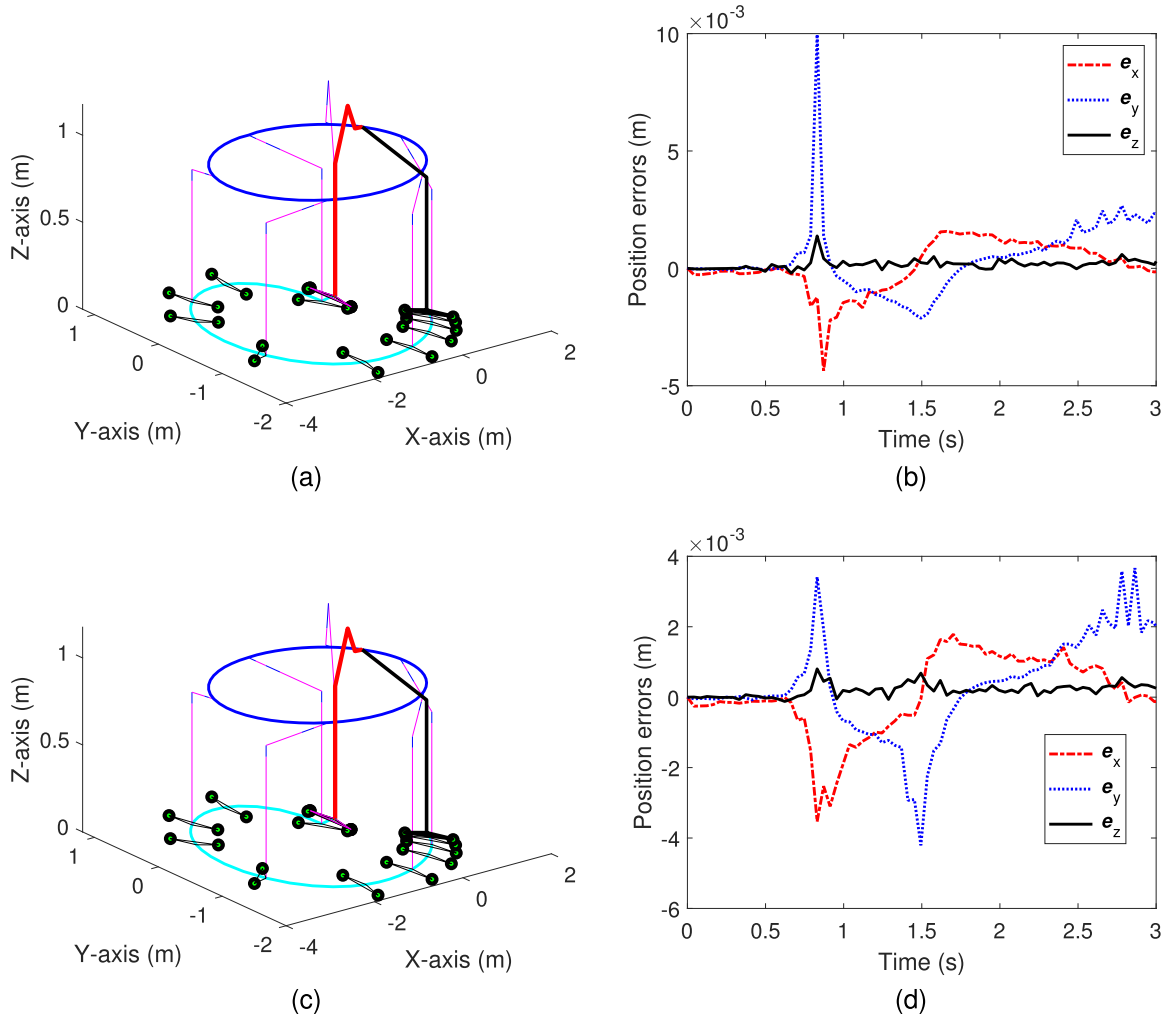 Z-axis (m)
1
0.5
0
1
0
-1
-2
-4
-2
0
2
Y-axis (m)
X-axis (m)
(a)
×10⁻³
10
5
0
-5
Position errors (m)
0 0.5 1 1.5 2 2.5 3
Time (s)
eₓ
e_y
e_z
(b)
Z-axis (m)
1
0.5
0
1
0
-1
-2
-4
-2
0
2
Y-axis (m)
X-axis (m)
(c)
×10⁻³
4
2
0
-2
-4
-6
Position errors (m)
0 0.5 1 1.5 2 2.5 3
Time (s)
eₓ
e_y
e_z
(d)